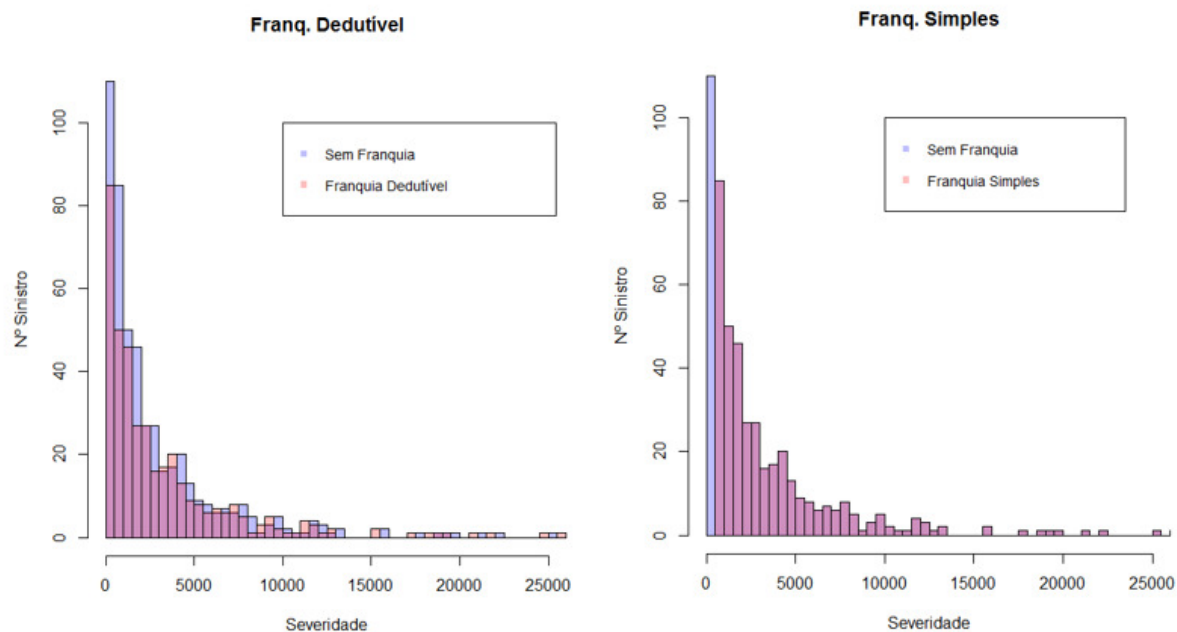 Franq. Dedutível
Nº Sinistro
100
80
60
40
20
0
Sem Franquia
Franquia Dedutível
0 5000 10000 15000 20000 25000
Severidade
Franq. Simples
Nº Sinistro
100
80
60
40
20
0
Sem Franquia
Franquia Simples
0 5000 10000 15000 20000 25000
Severidade